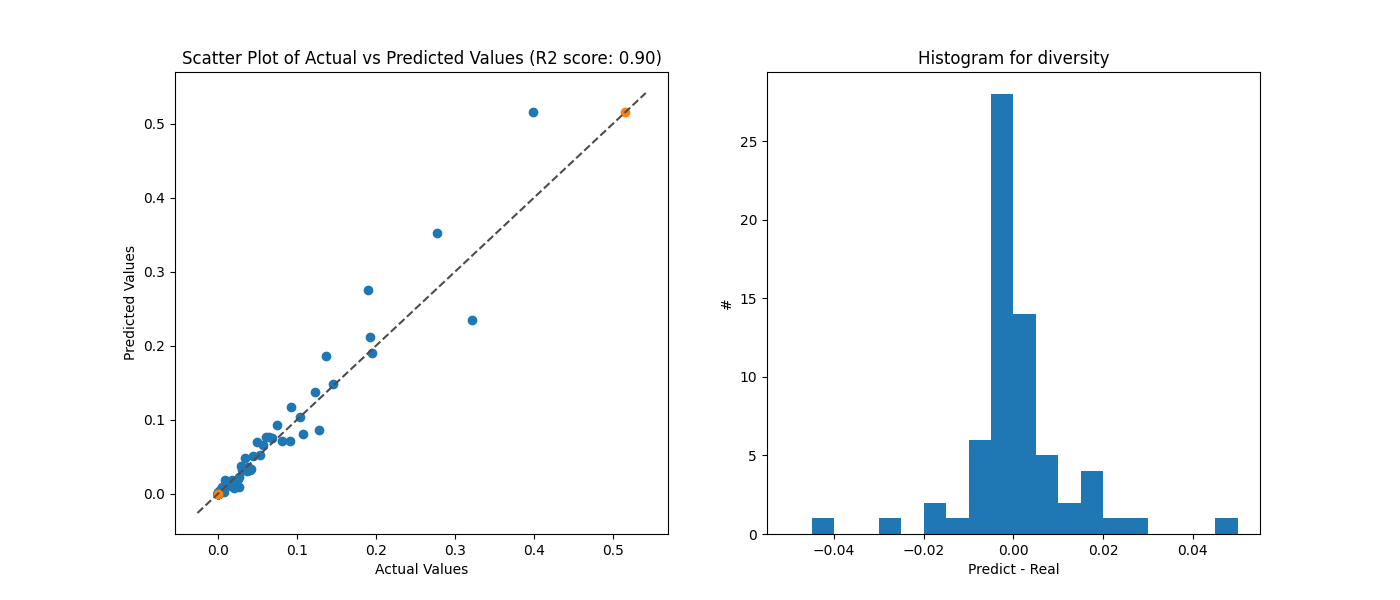 Scatter Plot of Actual vs Predicted Values (R2 score: 0.90)
Predicted Values
0.5
0.4
0.3
0.2
0.1
0.0
0.0 0.1 0.2 0.3 0.4 0.5
Actual Values
Histogram for diversity
#
25
20
15
10
5
0
−0.04 −0.02 0.00 0.02 0.04
Predict - Real